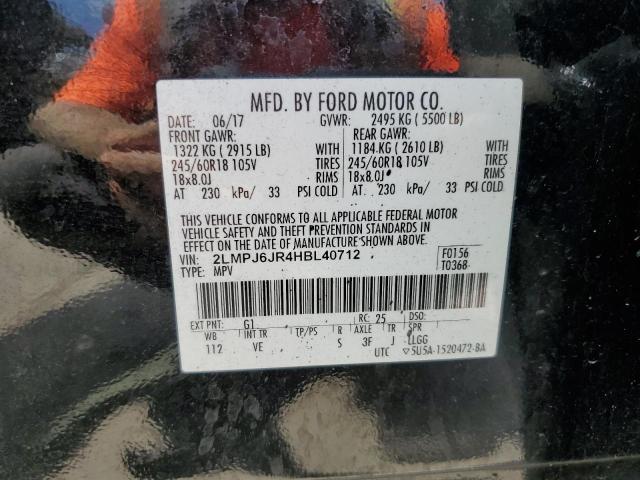 MFD. BY FORD MOTOR CO.
DATE: 06/17 GVWR: 2495 KG ( 5500 LB)
FRONT GAWR: REAR GAWR:
1322 KG ( 2915 LB) WITH 1184 KG ( 2610 LB) WITH
245/60R18 105V TIRES 245/60R18 105V TIRES
18x8.0J RIMS 18x8.0J RIMS
AT 230 kPa/ 33 PSI COLD AT 230 kPa/ 33 PSI COLD
THIS VEHICLE CONFORMS TO ALL APPLICABLE FEDERAL MOTOR
VEHICLE SAFETY AND THEFT PREVENTION STANDARDS IN
EFFECT ON THE DATE OF MANUFACTURE SHOWN ABOVE.
VIN: 2LMPJ6JR4HBL40712 F0156
TYPE: MPV T0368
EXT PNT: G1 RC: 25 DSO:
WB INT TR TP/PS R AXLE TR SPR
112 VE S 3F J LLGG
UTC 5U5A-1520472-BA